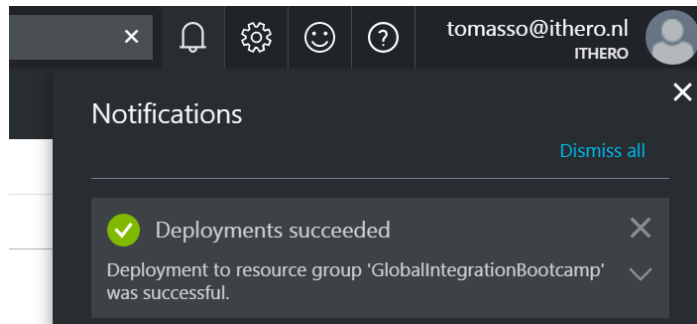 tomasso@ithero.nl
ITHERO
Notifications
Dismiss all
Deployments succeeded
Deployment to resource group 'GlobalIntegrationBootcamp'
was successful.